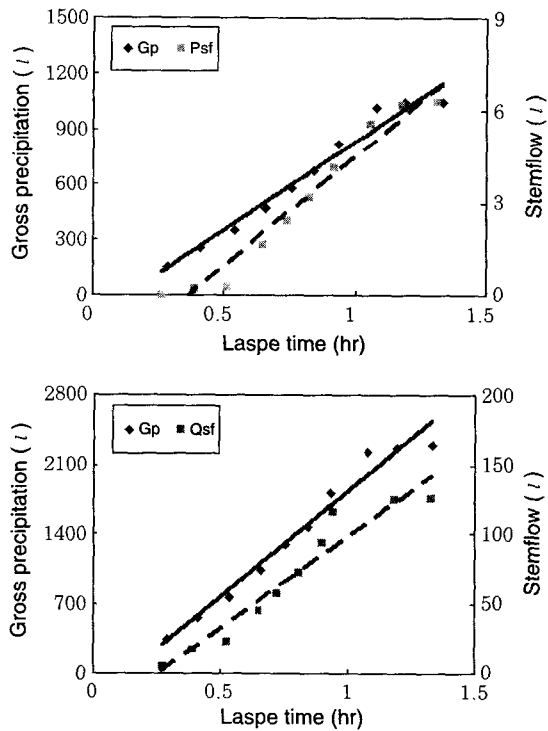 1500
1200
900
600
300
0
Gross precipitation ( l )
Gp Psf
9
6
3
0
Stemflow ( l )
0 0.5 1 1.5
Laspe time (hr)
2800
2100
1400
700
0
Gross precipitation ( l )
Gp Qsf
200
150
100
50
0
Stemflow ( l )
0 0.5 1 1.5
Laspe time (hr)